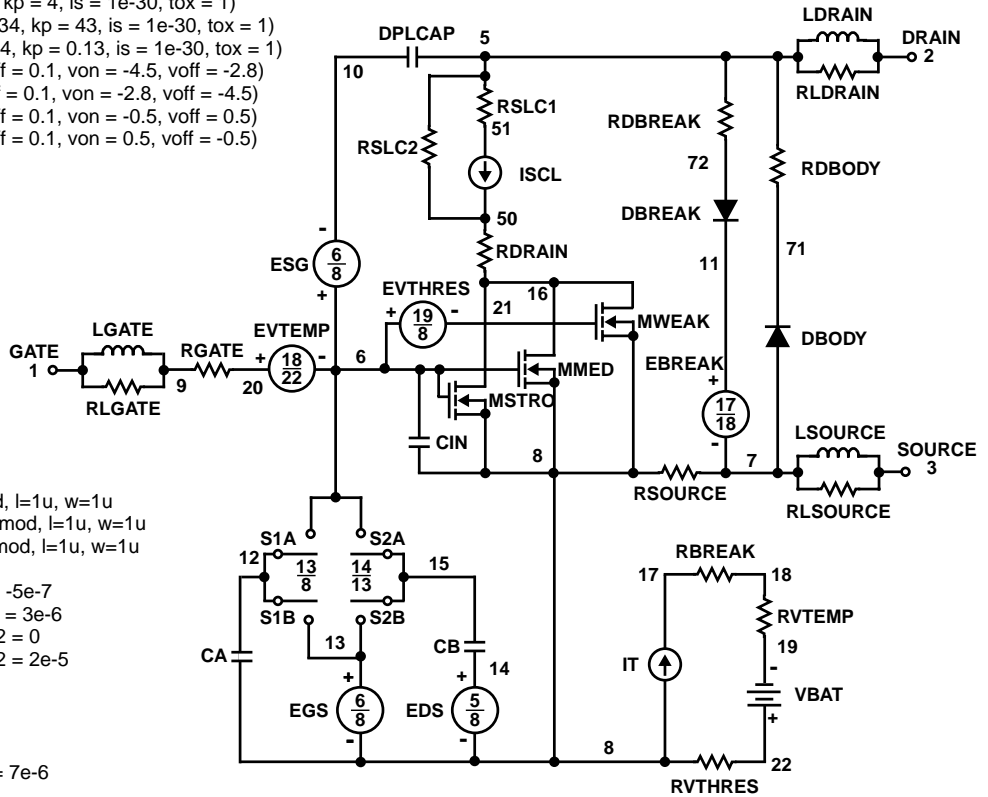 kp = 4, is = 1e-30, tox = 1)
34, kp = 43, is = 1e-30, tox = 1)
4, kp = 0.13, is = 1e-30, tox = 1)
ff = 0.1, von = -4.5, voff = -2.8)
f = 0.1, von = -2.8, voff = -4.5)
ff = 0.1, von = -0.5, voff = 0.5)
ff = 0.1, von = 0.5, voff = -0.5)
DPLCAP
5
10
LDRAIN
DRAIN
2
RLDRAIN
RSLC1
51
RSLC2
ISCL
50
RDBREAK
72
RDBODY
DBREAK
71
11
RDRAIN
-
ESG
6
8
+
EVTHRES
+
19
8
-
21
16
MWEAK
DBODY
LGATE
GATE
1
RLGATE
9
RGATE
20
EVTEMP
+
18
22
-
6
MMED
MSTRO
EBREAK
+
17
18
-
CIN
8
RSOURCE
7
LSOURCE
SOURCE
3
RLSOURCE
d, l=1u, w=1u
mod, l=1u, w=1u
mod, l=1u, w=1u
-5e-7
= 3e-6
2 = 0
2 = 2e-5
= 7e-6
S1A
S2A
12
13
8
14
13
15
S1B
S2B
13
CA
CB
14
+
EGS
6
8
-
+
EDS
5
8
-
8
17
RBREAK
18
RVTEMP
19
IT
-
VBAT
+
22
RVTHRES